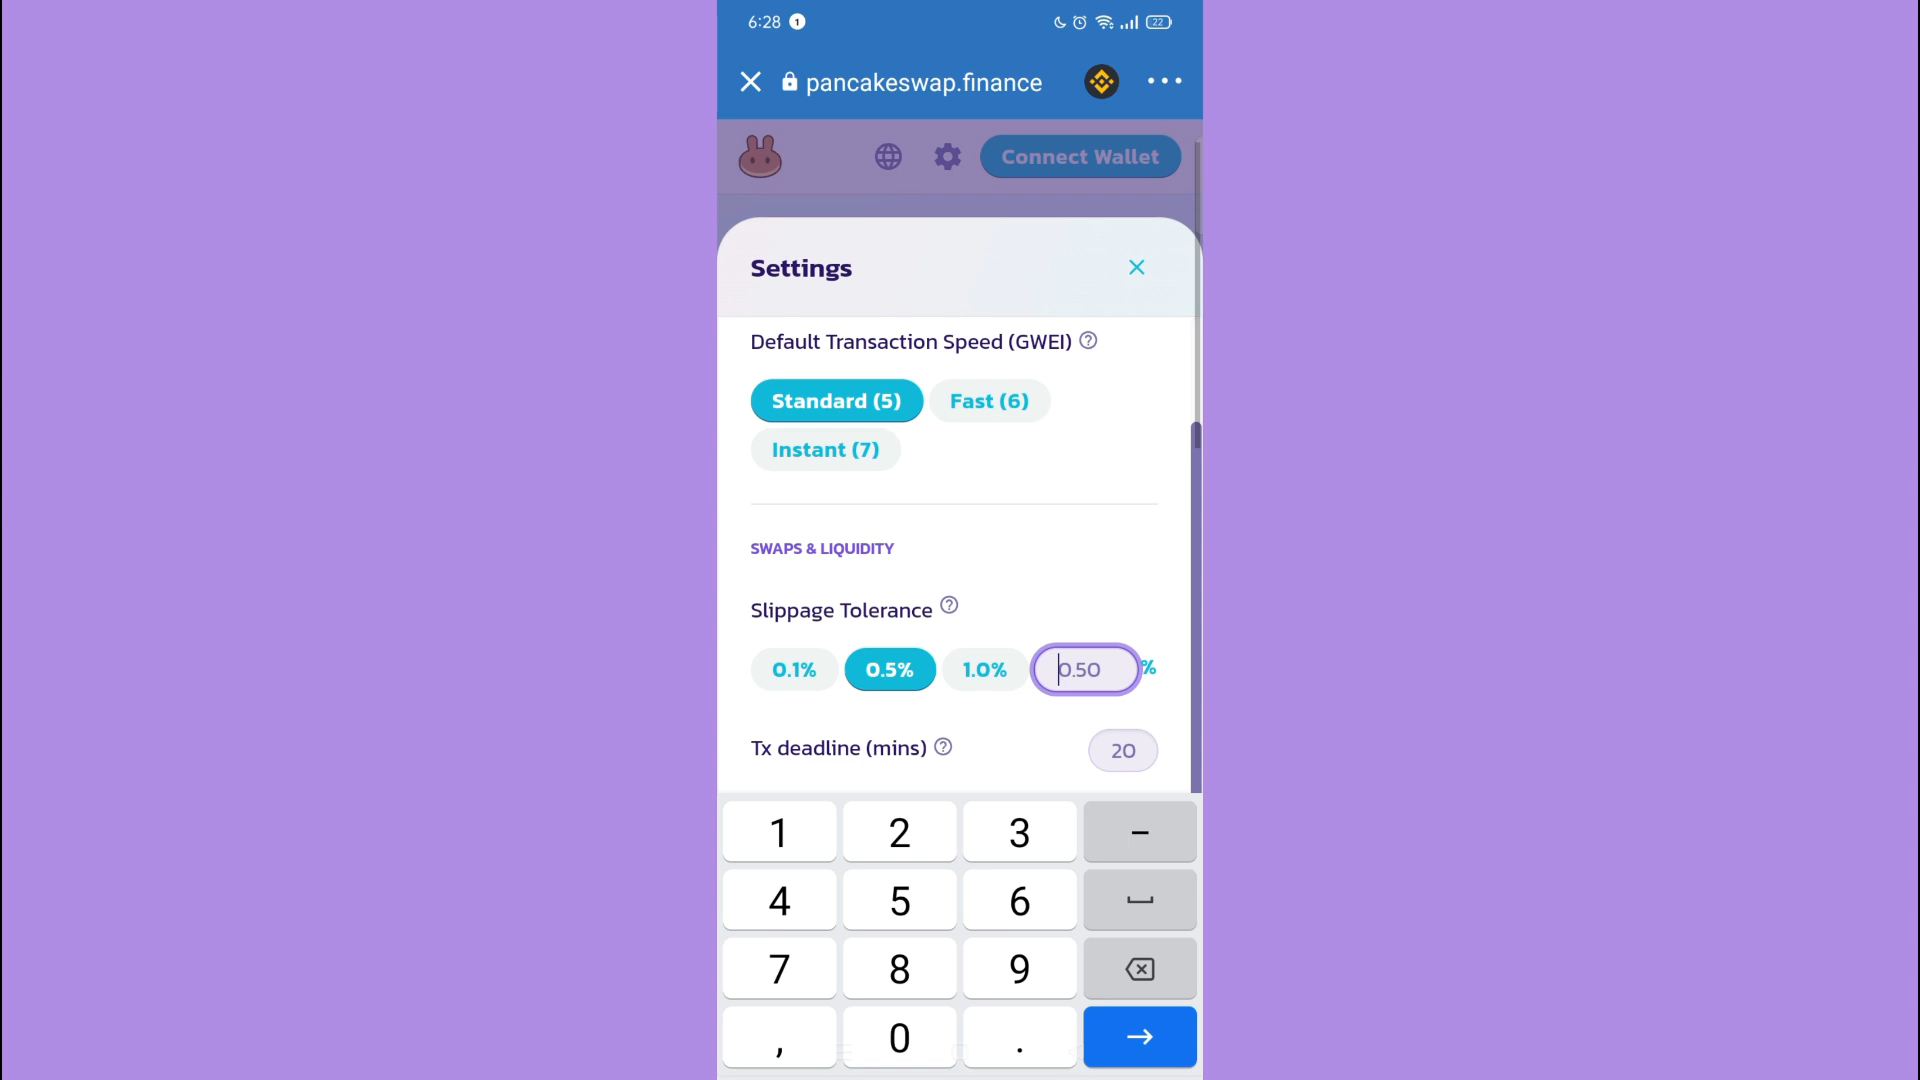 6:28 1 22
pancakeswap.finance
Connect Wallet
Settings
Default Transaction Speed (GWEI) ?
Standard (5) Fast (6)
Instant (7)
SWAPS & LIQUIDITY
Slippage Tolerance ?
0.1% 0.5% 1.0% 0.50 %
Tx deadline (mins) ? 20
1 2 3 –
4 5 6
7 8 9
, 0 .